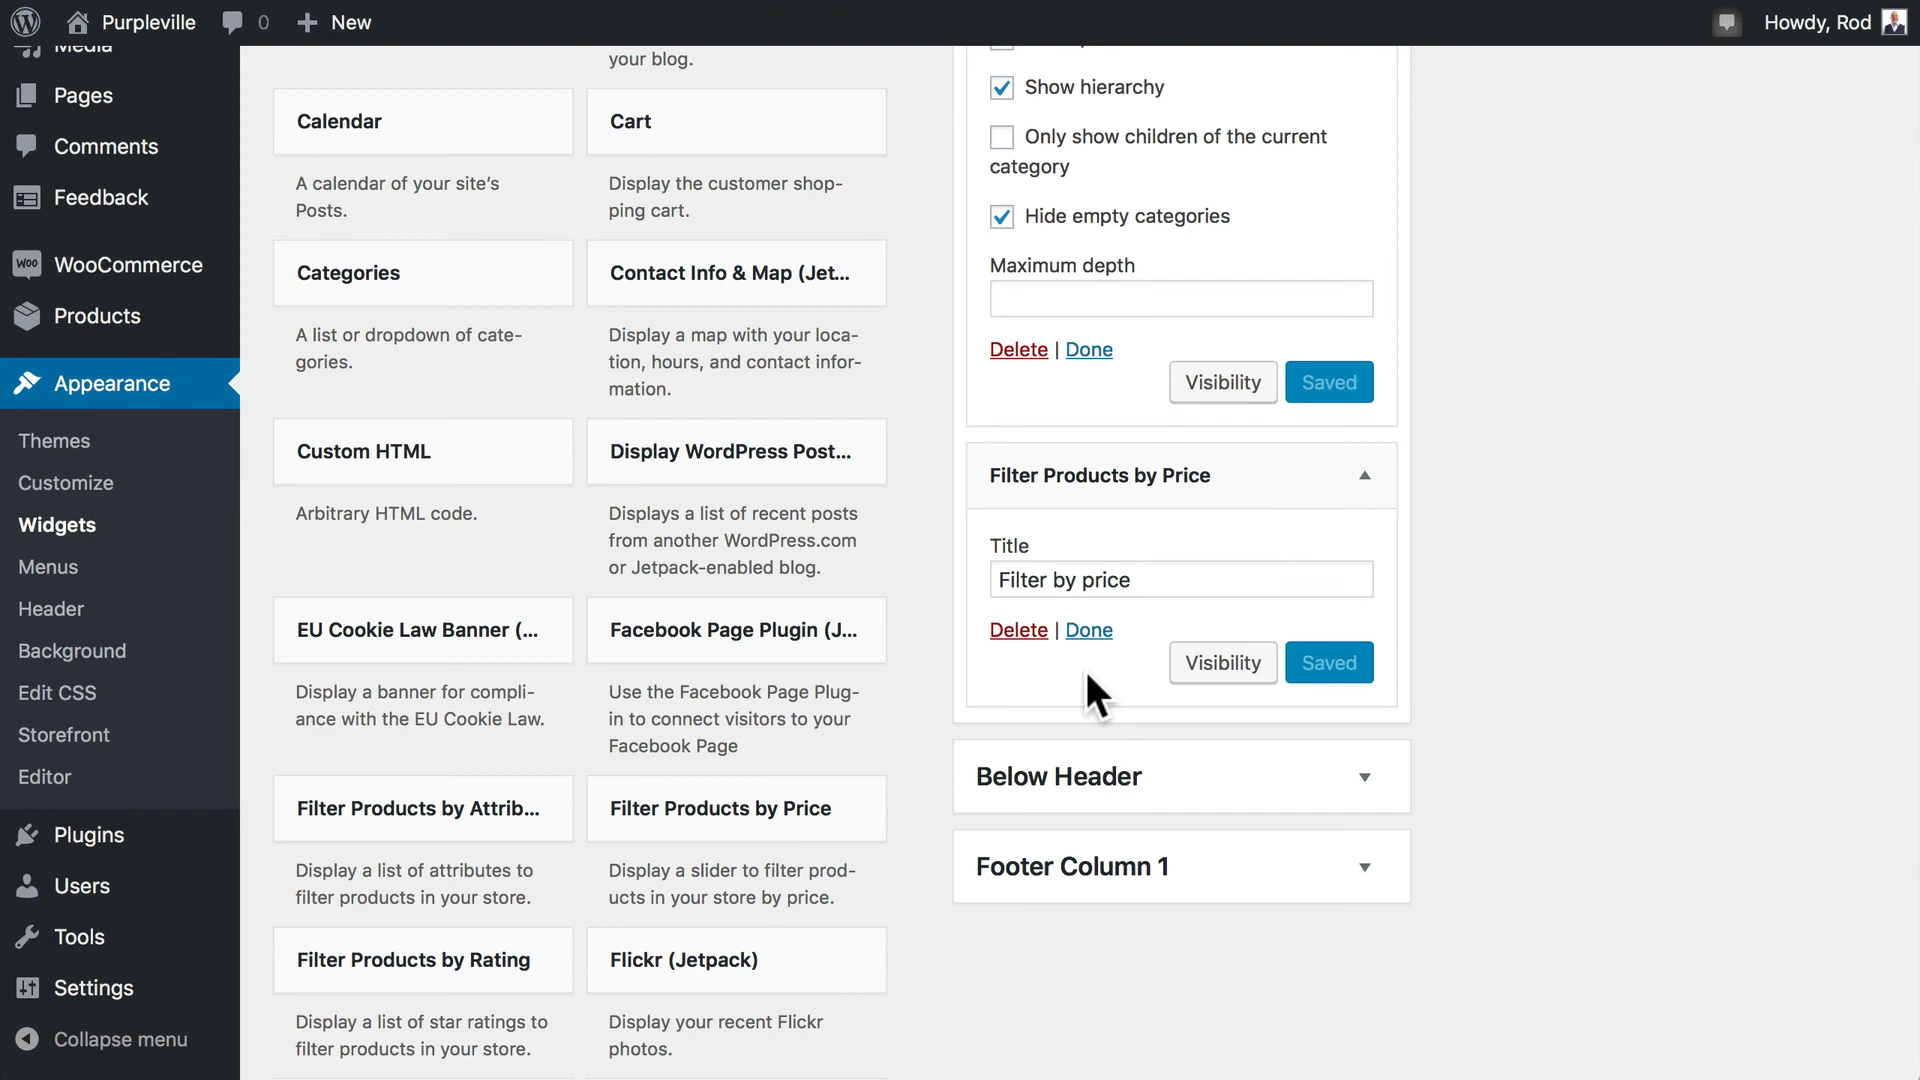 Purpleville
0
New
Howdy, Rod
Media
Pages
Comments
Feedback
WooCommerce
Products
Appearance
Themes
Customize
Widgets
Menus
Header
Background
Edit CSS
Storefront
Editor
Plugins
Users
Tools
Settings
Collapse menu
your blog.
Calendar
A calendar of your site's
Posts.
Cart
Display the customer shop-
ping cart.
Categories
A list or dropdown of cate-
gories.
Contact Info & Map (Jet...
Display a map with your loca-
tion, hours, and contact infor-
mation.
Custom HTML
Arbitrary HTML code.
Display WordPress Post...
Displays a list of recent posts
from another WordPress.com
or Jetpack-enabled blog.
EU Cookie Law Banner (...
Display a banner for compli-
ance with the EU Cookie Law.
Facebook Page Plugin (J...
Use the Facebook Page Plug-
in to connect visitors to your
Facebook Page
Filter Products by Attrib...
Display a list of attributes to
filter products in your store.
Filter Products by Price
Display a slider to filter prod-
ucts in your store by price.
Filter Products by Rating
Display a list of star ratings to
filter products in your store.
Flickr (Jetpack)
Display your recent Flickr
photos.
Show hierarchy
Only show children of the current
category
Hide empty categories
Maximum depth
Delete | Done
Visibility
Saved
Filter Products by Price
Title
Filter by price
Delete | Done
Visibility
Saved
Below Header
Footer Column 1